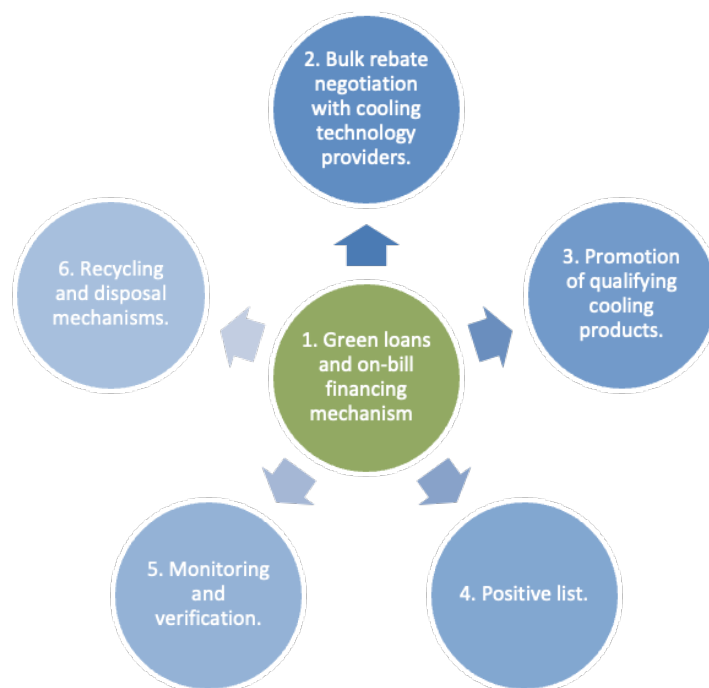 2. Bulk rebate
negotiation
with cooling
technology
providers.
3. Promotion
of qualifying
cooling
products.
6. Recycling
and disposal
mechanisms.
1. Green loans
and on-bill
financing
mechanism
5. Monitoring
and
verification.
4. Positive list.